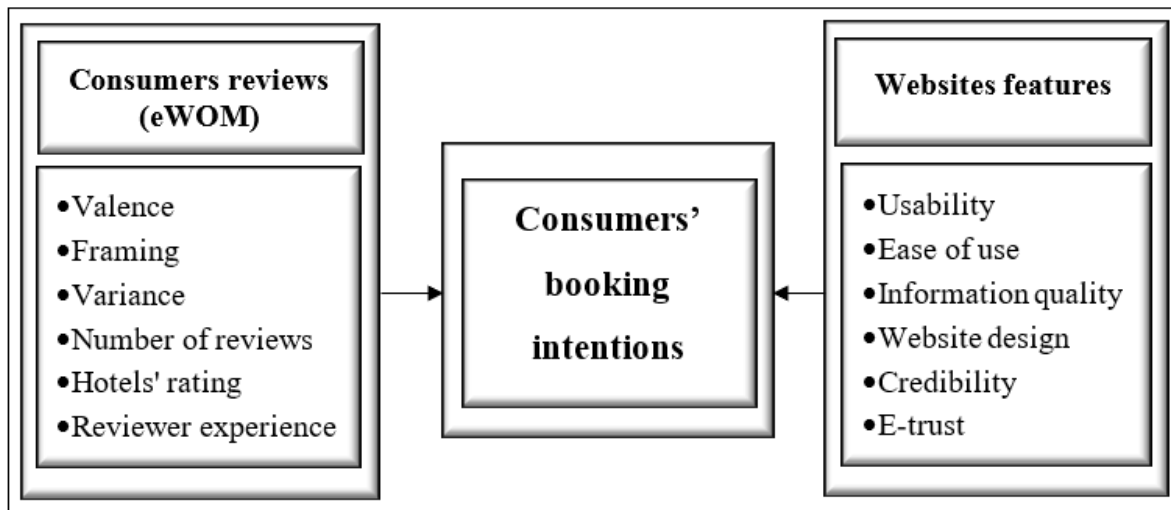 Consumers reviews
(eWOM)
•Valence
•Framing
•Variance
•Number of reviews
•Hotels' rating
•Reviewer experience
Consumers’
booking
intentions
Websites features
•Usability
•Ease of use
•Information quality
•Website design
•Credibility
•E-trust